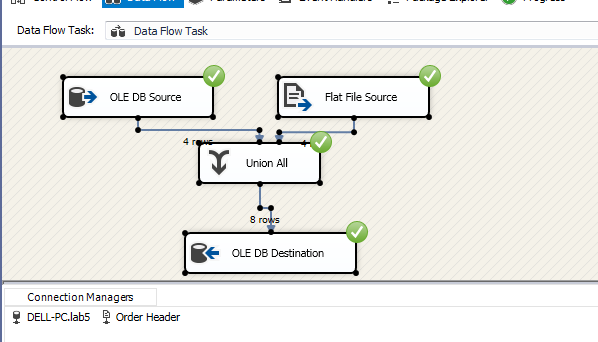 Data Flow Task: Data Flow Task
OLE DB Source
Flat File Source
4 rows
4
Union All
8 rows
OLE DB Destination
Connection Managers
DELL-PC.lab5 Order Header